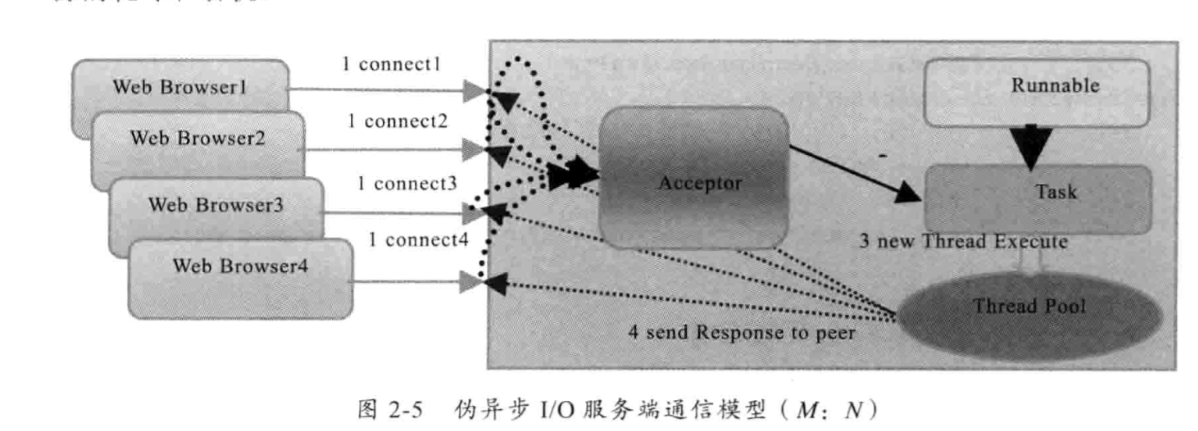 Web Browser1
Web Browser2
Web Browser3
Web Browser4
1 connect1
1 connect2
1 connect3
1 connect4
Acceptor
Runnable
Task
3 new Thread Execute
Thread Pool
4 send Response to peer
图 2-5 伪异步 I/O 服务端通信模型（M：N）